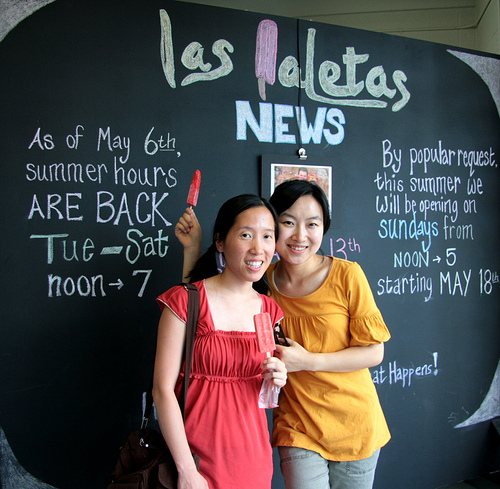 Las Paletas
NEWS
As of May 6th,
summer hours
ARE BACK
Tue-Sat
noon→7
By popular request,
this summer we
will be opening on
sundays from
NOON→5
starting MAY 18th
13th
at Happens!